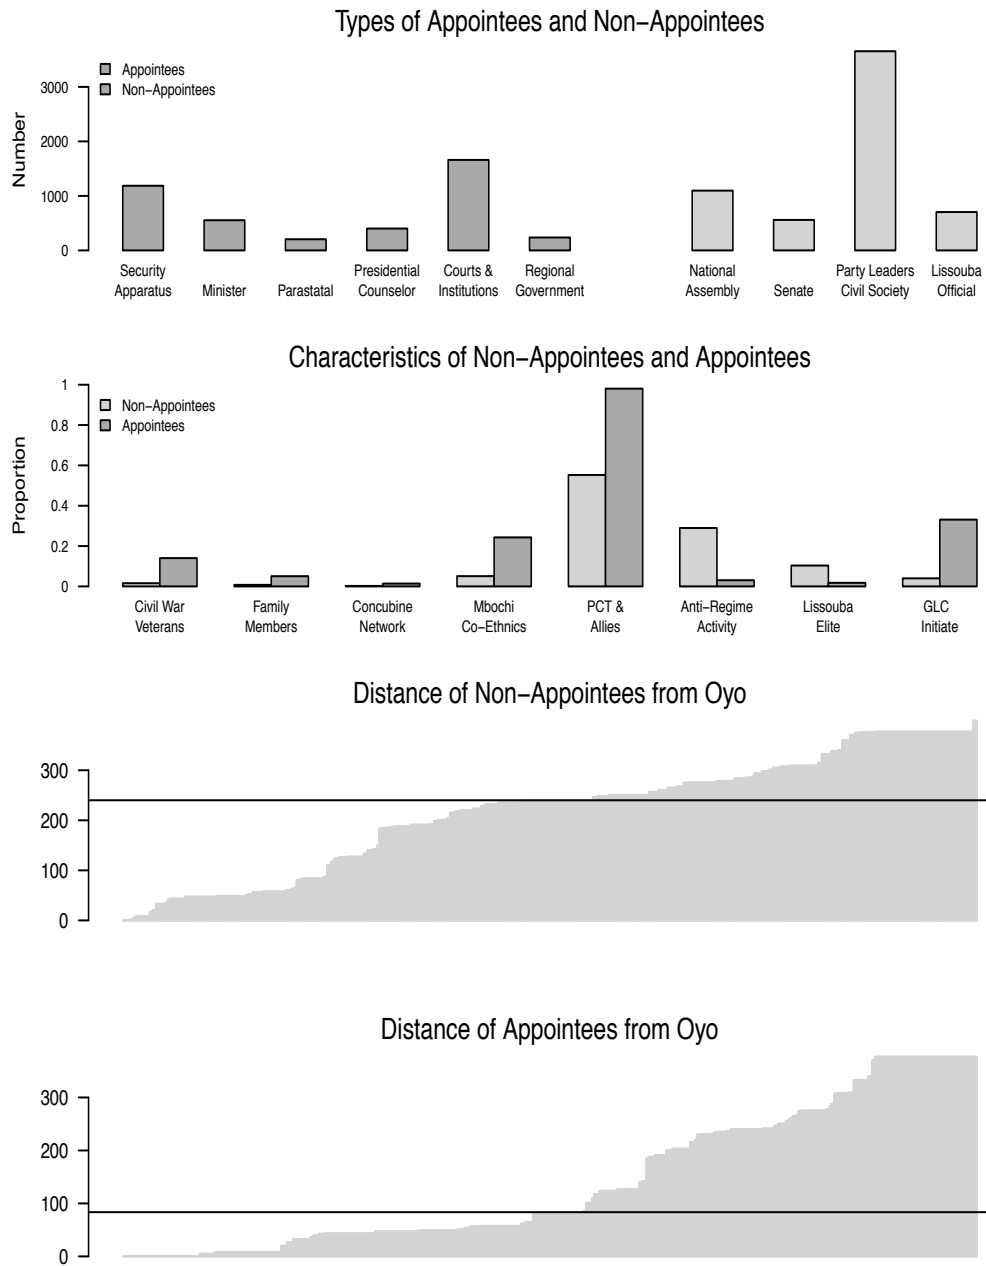 Types of Appointees and Non−Appointees
Appointees
Non−Appointees
Number
3000
2000
1000
0
Security Apparatus
Minister
Parastatal
Presidential Counselor
Courts & Institutions
Regional Government
National Assembly
Senate
Party Leaders Civil Society
Lissouba Official
Characteristics of Non−Appointees and Appointees
Non−Appointees
Appointees
Proportion
1
0.8
0.6
0.4
0.2
0
Civil War Veterans
Family Members
Concubine Network
Mbochi Co−Ethnics
PCT & Allies
Anti−Regime Activity
Lissouba Elite
GLC Initiate
Distance of Non−Appointees from Oyo
300
200
100
0
Distance of Appointees from Oyo
300
200
100
0